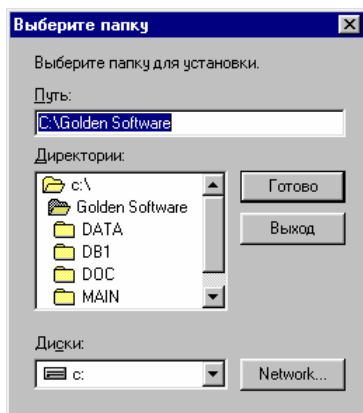 Выберите папку
Выберите папку для установки.
Путь:
C:\Golden Software
Директории:
c:\
Golden Software
DATA
DB1
DOC
MAIN
Готово
Выход
Диски:
c:
Network...